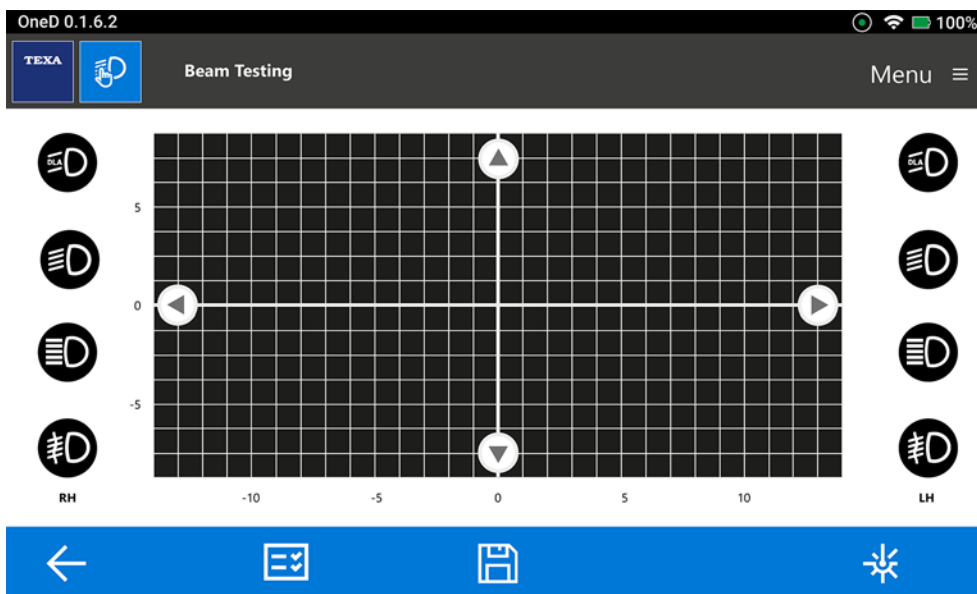 OneD 0.1.6.2
100%
TEXA
Beam Testing
Menu
DLA
DLA
5
0
-5
RH
-10
-5
0
5
10
LH